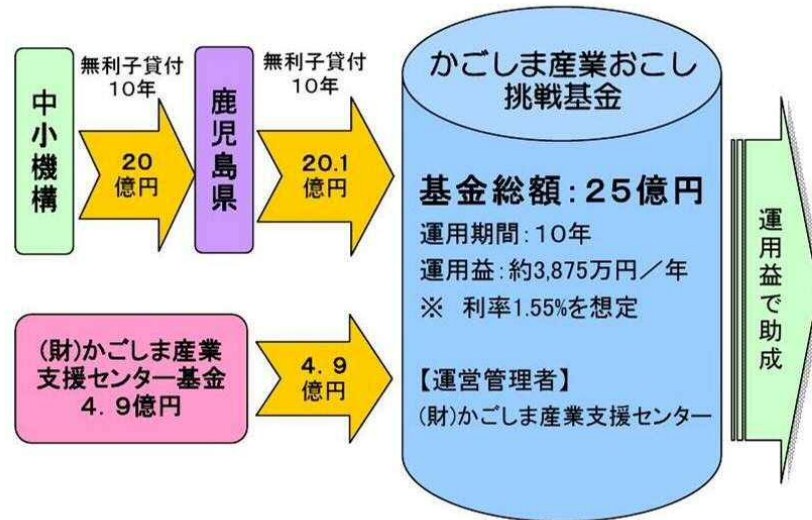 中小機構
無利子貸付
10年
20
億円
鹿児島県
無利子貸付
10年
20.1
億円
(財)かごしま産業
支援センター基金
4.9億円
4.9
億円
かごしま産業おこし
挑戦基金
基金総額:25億円
運用期間:10年
運用益:約3,875万円/年
※ 利率1.55%を想定
【運営管理者】
(財)かごしま産業支援センター
運用益で助成